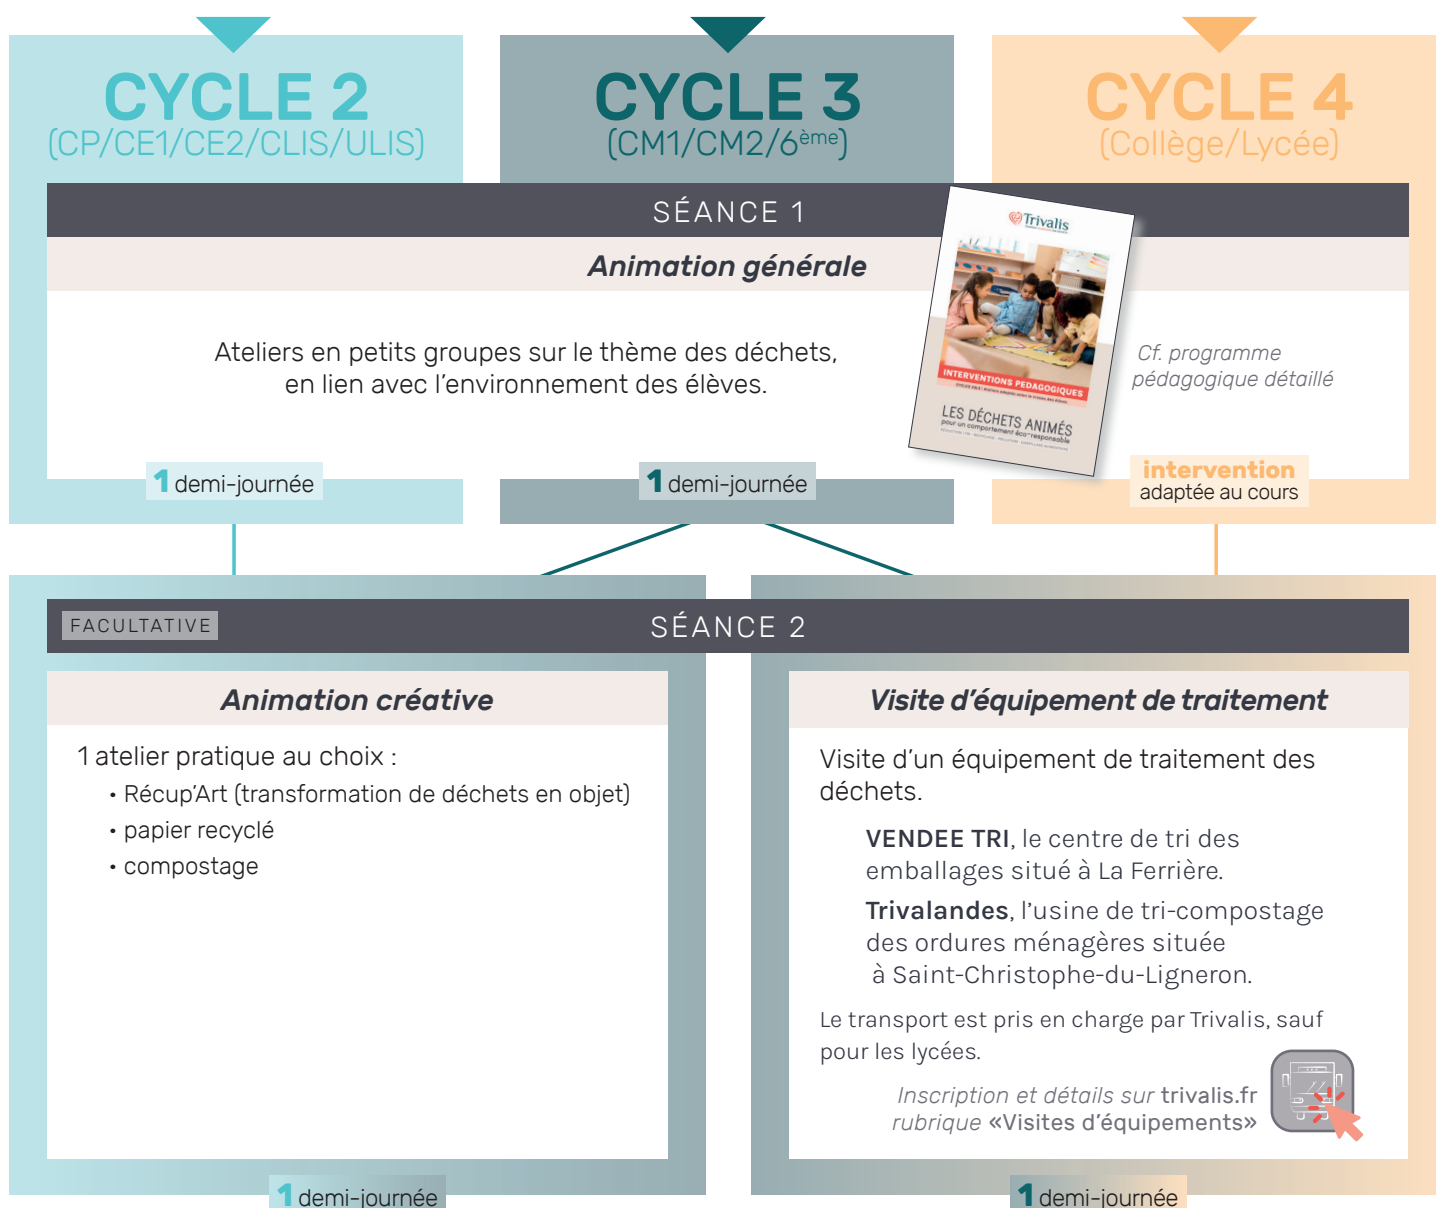 CYCLE 2
(CP/CE1/CE2/CLIS/ULIS)
CYCLE 3
(CM1/CM2/6ème)
CYCLE 4
(Collège/Lycée)
SÉANCE 1
Animation générale
Ateliers en petits groupes sur le thème des déchets,
en lien avec l'environnement des élèves.
Trivalis
INTERVENTIONS PEDAGOGIQUES
LES DÉCHETS ANIMÉS
pour un comportement éco-responsable
Cf. programme
pédagogique détaillé
1 demi-journée
1 demi-journée
intervention
adaptée au cours
FACULTATIVE
SÉANCE 2
Animation créative
1 atelier pratique au choix :
• Récup'Art (transformation de déchets en objet)
• papier recyclé
• compostage
1 demi-journée
Visite d'équipement de traitement
Visite d'un équipement de traitement des
déchets.
VENDEE TRI, le centre de tri des
emballages situé à La Ferrière.
Trivalandes, l'usine de tri-compostage
des ordures ménagères située
à Saint-Christophe-du-Ligneron.
Le transport est pris en charge par Trivalis, sauf
pour les lycées.
Inscription et détails sur trivalis.fr
rubrique «Visites d'équipements»
1 demi-journée